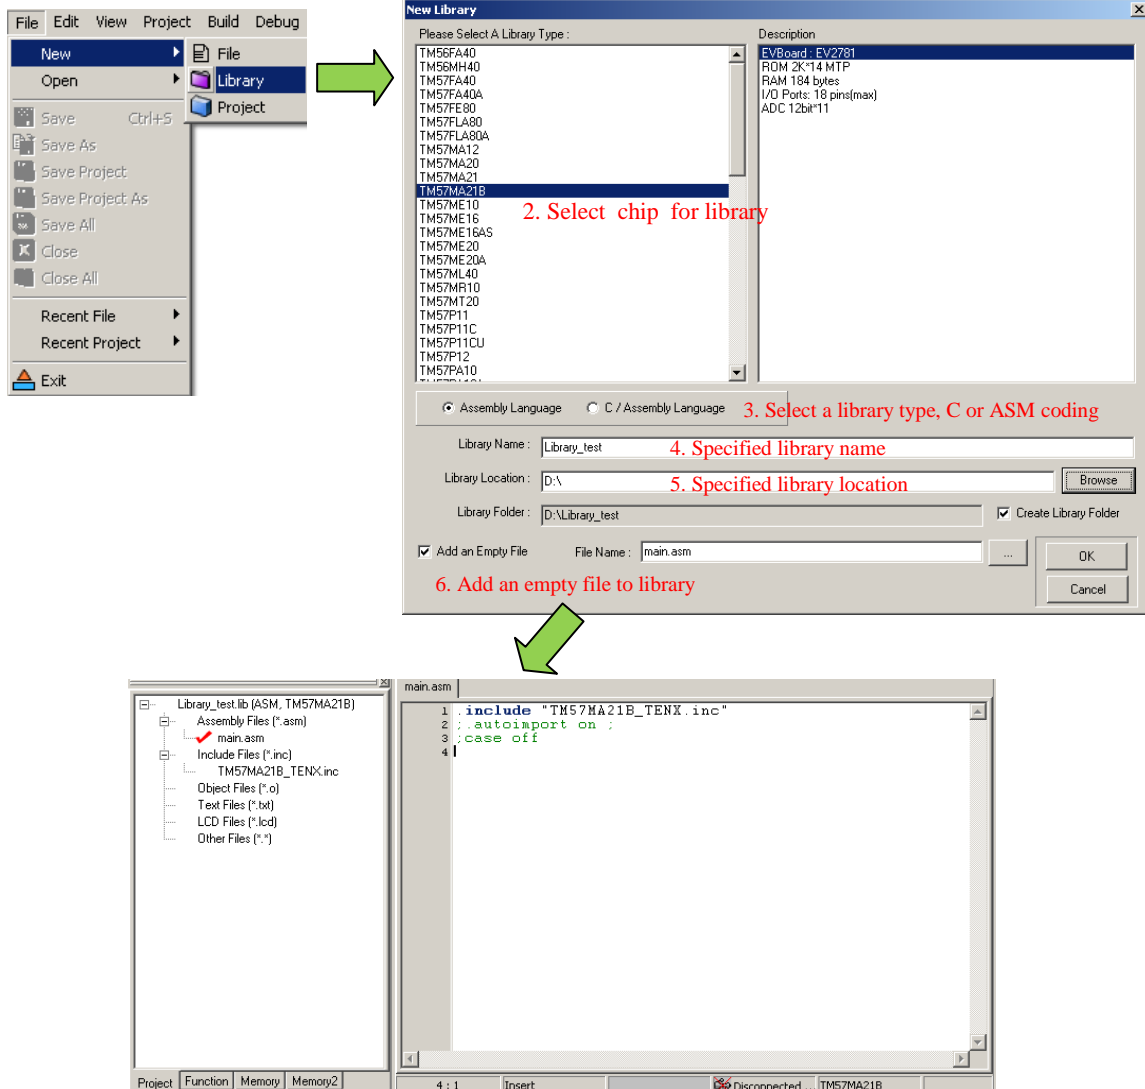 File Edit View Project Build Debug
New
Open
Save Ctrl+S
Save As
Save Project
Save Project As
Save All
Close
Close All
Recent File
Recent Project
Exit
File
Library
Project
New Library
Please Select A Library Type :
TM56FA40
TM56MH40
TM57FA40
TM57FA40A
TM57FE80
TM57FLA80
TM57FLA80A
TM57MA12
TM57MA20
TM57MA21
TM57MA21B
TM57ME10
TM57ME16
TM57ME16AS
TM57ME20
TM57ME20A
TM57ML40
TM57MR10
TM57MT20
TM57P11
TM57P11C
TM57P11CU
TM57P12
TM57PA10
2. Select chip for library
Description
EVBoard : EV2781
ROM 2K*14 MTP
RAM 184 bytes
I/O Ports: 18 pins(max)
ADC 12bit*11
Assembly Language C / Assembly Language 3. Select a library type, C or ASM coding
Library Name : Library_test 4. Specified library name
Library Location : D:\ 5. Specified library location Browse
Library Folder : D:\Library_test Create Library Folder
Add an Empty File File Name : main.asm ... OK
6. Add an empty file to library Cancel
Library_test.lib (ASM, TM57MA21B)
Assembly Files (*.asm)
main.asm
Include Files (*.inc)
TM57MA21B_TENX.inc
Object Files (*.o)
Text Files (*.txt)
LCD Files (*.lcd)
Other Files (*.*)
Project Function Memory Memory2
main.asm
1 .include "TM57MA21B_TENX.inc"
2 ;.autoimport on ;
3 ;case off
4
4 : 1 Insert Disconnected ... TM57MA21B